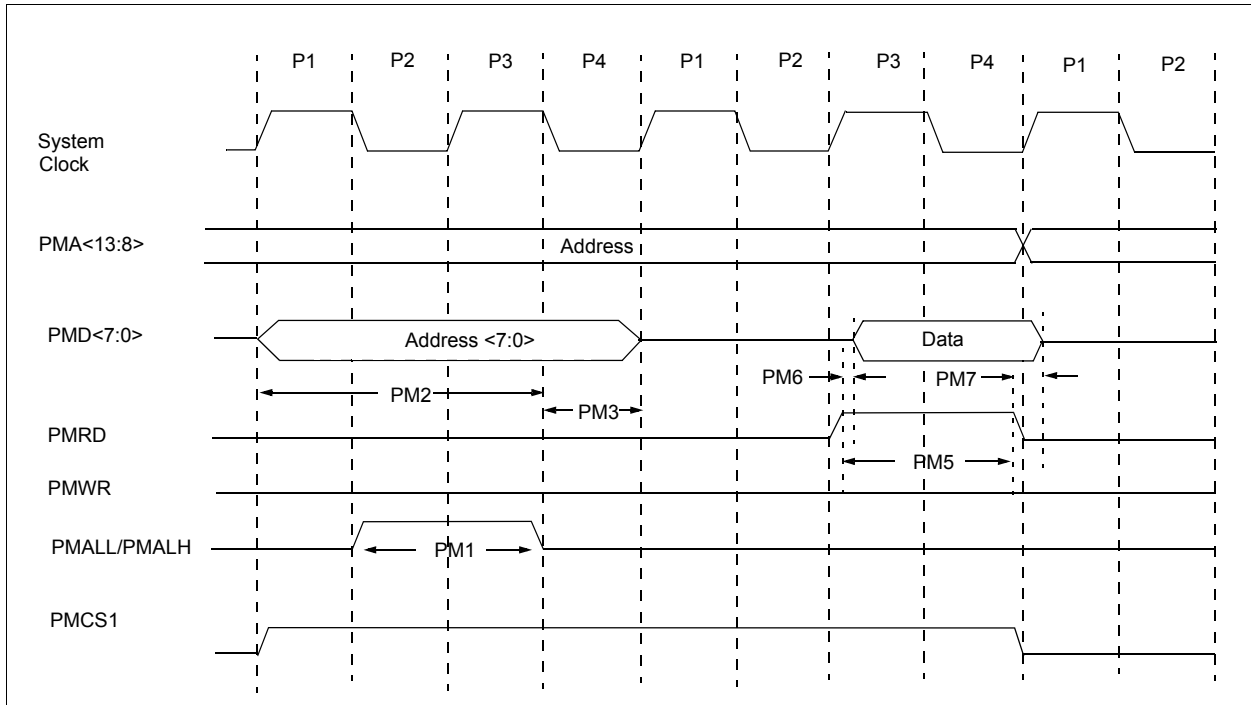 P1 P2 P3 P4 P1 P2 P3 P4 P1 P2
System
Clock
PMA<13:8>
Address
PMD<7:0>
Address <7:0>
Data
PM6
PM7
PM2
PM3
PMRD
PM5
PMWR
PMALL/PMALH
PM1
PMCS1